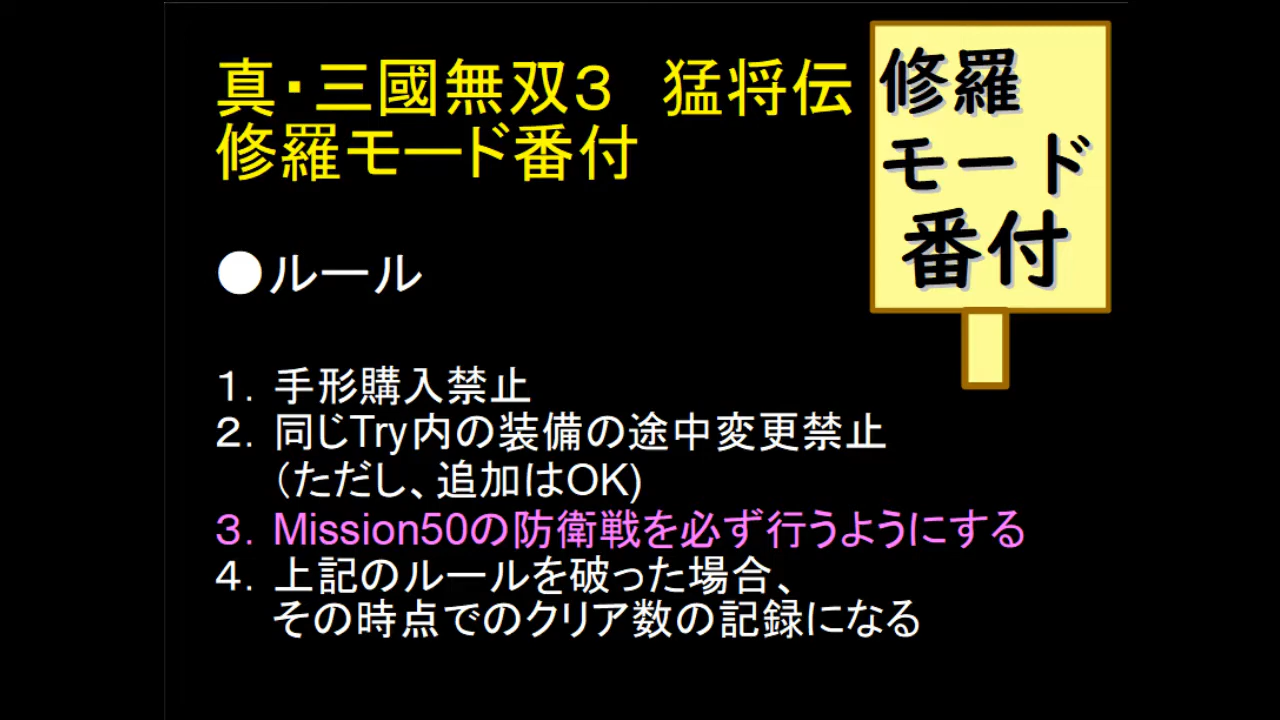 真・三國無双３　猛将伝
修羅モード番付
修羅
モード
番付
●ルール
１．手形購入禁止
２．同じTry内の装備の途中変更禁止
（ただし、追加はOK)
３．Mission50の防衛戦を必ず行うようにする
４．上記のルールを破った場合、
その時点でのクリア数の記録になる